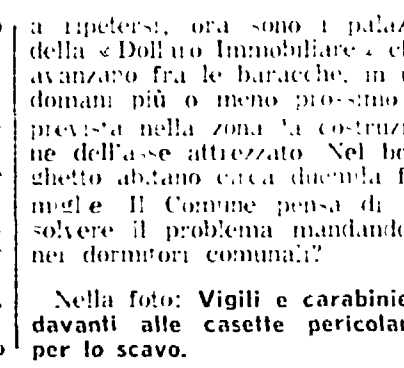 a ripetersi, ora sono i palaz
della « Dollaro Immobiliare » ch
avanzano fra le baracche, in u
domani più o meno prossimo
prevista nella zona la costruzi
ne dell'asse attrezzato Nel bo
ghetto abitano circa duemila f
miglie Il Comune pensa di
solvere il problema mandando
nei dormitori comunali?
Nella foto: Vigili e carabinie
davanti alle casette pericolan
per lo scavo.